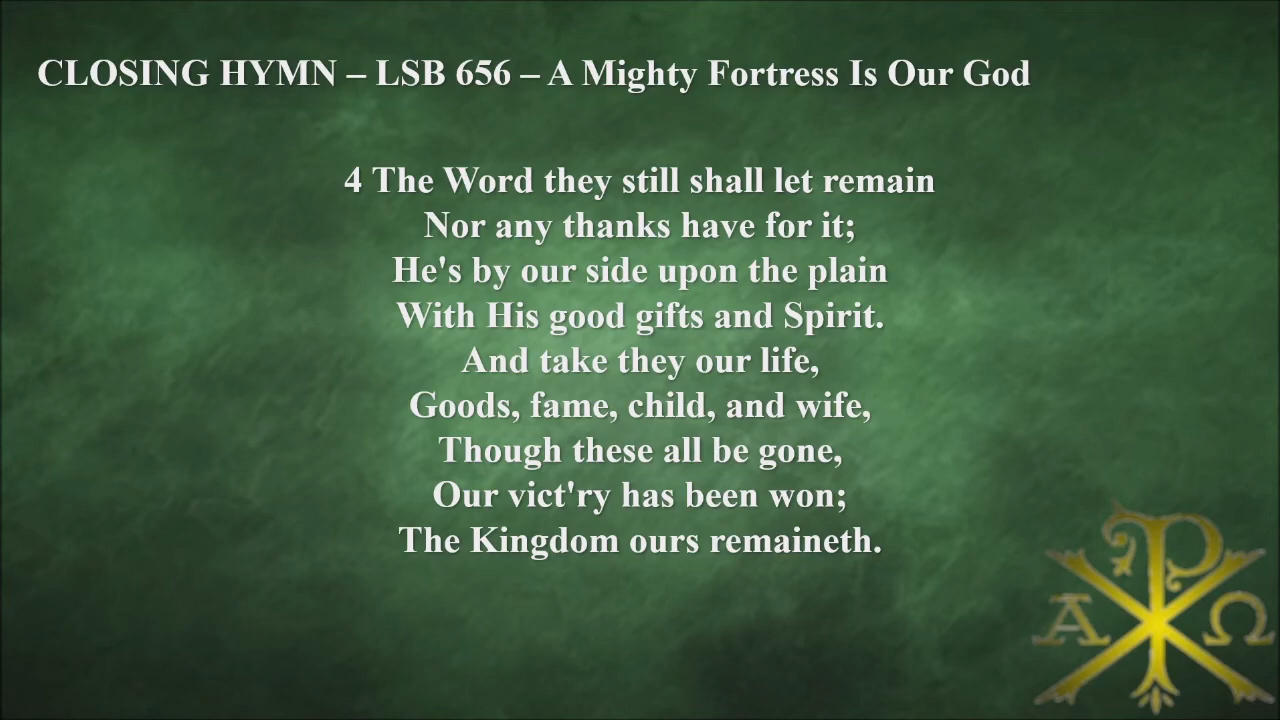 CLOSING HYMN – LSB 656 – A Mighty Fortress Is Our God
4 The Word they still shall let remain
Nor any thanks have for it;
He's by our side upon the plain
With His good gifts and Spirit.
And take they our life,
Goods, fame, child, and wife,
Though these all be gone,
Our vict'ry has been won;
The Kingdom ours remaineth.
Α Ω